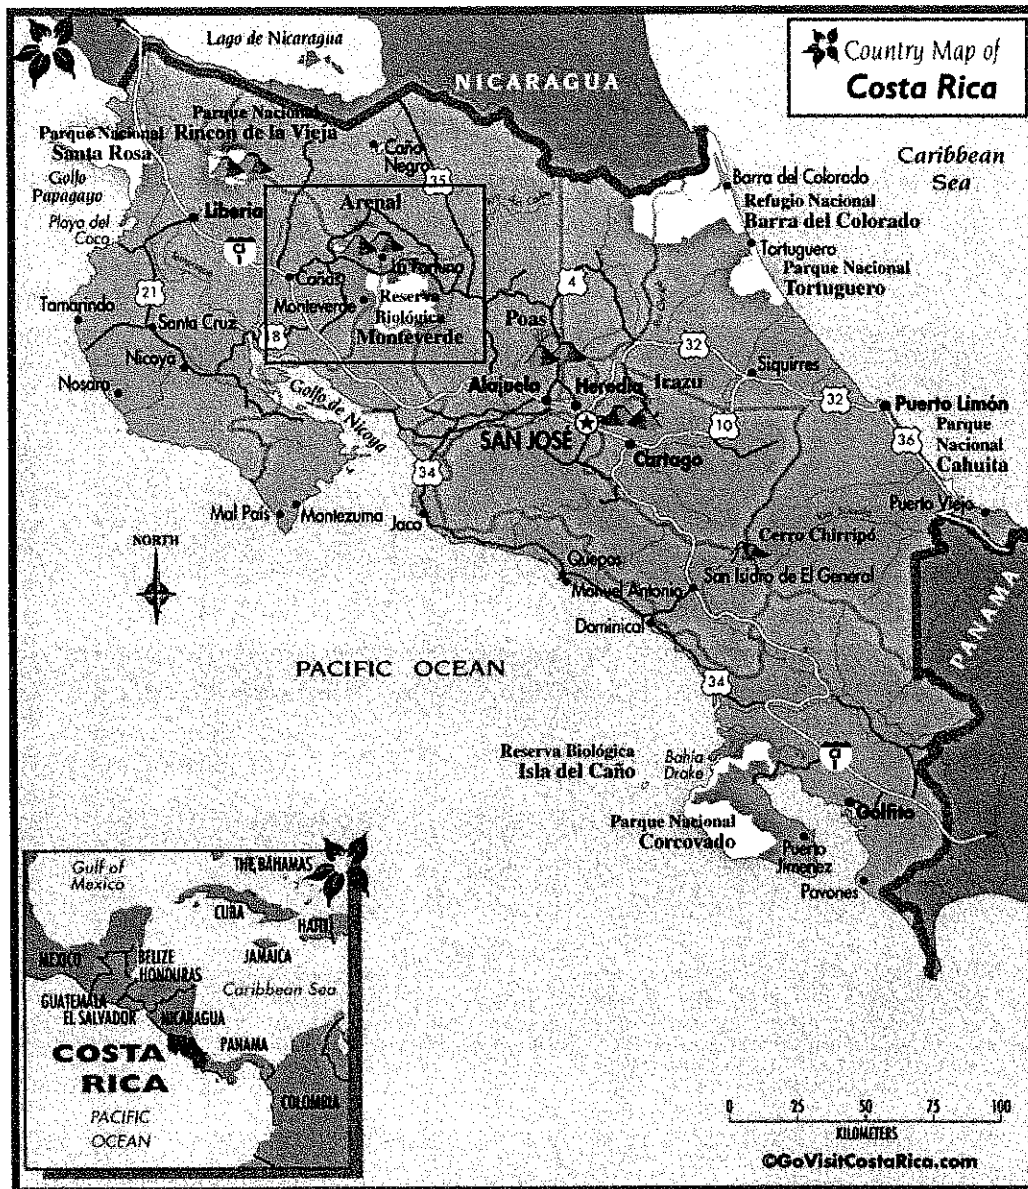 Country Map of
Costa Rica
Lago de Nicaragua
NICARAGUA
Parque Nacional
Rincon de la Vieja
Parque Nacional
Santa Rosa
Golfo
Papagayo
Playa del
Coco
Liberia
Caño
Negro
35
Caribbean
Sea
Barra del Colorado
Refugio Nacional
Barra del Colorado
Tortuguero
Parque Nacional
Tortuguero
Arenal
La Fortuna
CA
1
Cañas
Monteverde
Reserva
Biológica
Monteverde
21
Tamarindo
Santa Cruz
18
Nicoya
Nosara
Golfo de Nicoya
4
Poas
32
Siquirres
Alajuela
Heredia
Irazu
32
Puerto Limón
SAN JOSÉ
10
Cartago
36
Parque
Nacional
Cahuita
34
Puerto Viejo
Mal País
Montezuma
Jaco
NORTH
Cerro Chirripó
Quepos
Manuel Antonio
San Isidro de El General
Dominical
PANAMA
PACIFIC OCEAN
34
Reserva Biológica
Isla del Caño
Bahía
Drake
1
Golfito
Parque Nacional
Corcovado
Puerto
Jimenez
Pavones
Gulf of
Mexico
THE BAHAMAS
CUBA
HAITI
MEXICO
BELIZE
JAMAICA
HONDURAS
Caribbean Sea
GUATEMALA
EL SALVADOR
NICARAGUA
COSTA
RICA
PANAMA
COLOMBIA
PACIFIC
OCEAN
0 25 50 75 100
KILOMETERS
©GoVisitCostaRica.com